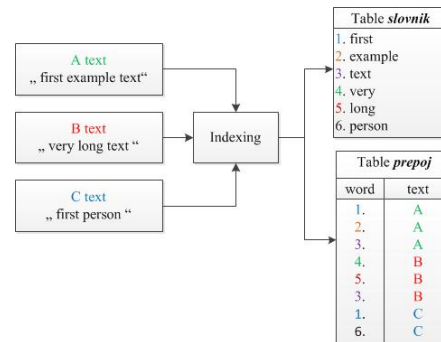 A text
„ first example text“
B text
„ very long text “
C text
„ first person “
Indexing
Table slovnik
1. first
2. example
3. text
4. very
5. long
6. person
Table prepoj
word text
1. A
2. A
3. A
4. B
5. B
3. B
1. C
6. C